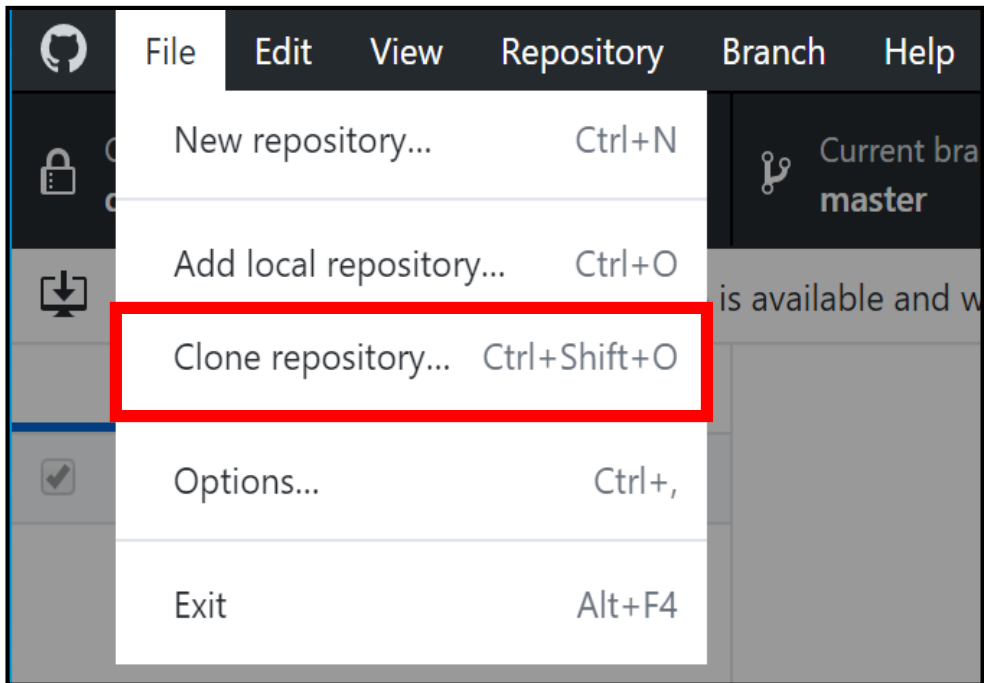 File Edit View Repository Branch Help
New repository... Ctrl+N
Current bra
master
Add local repository... Ctrl+O
is available and w
Clone repository... Ctrl+Shift+O
Options... Ctrl+,
Exit Alt+F4